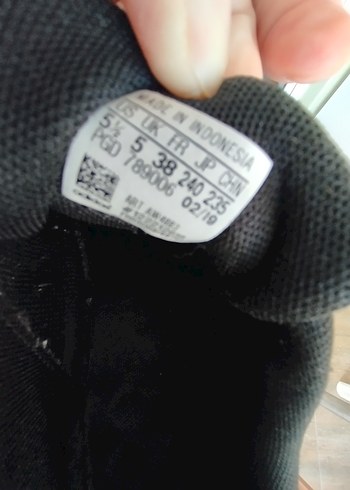 MADE IN INDONESIA
US UK FR JP CHN
5½ 5 38 240 235
PGD 789006 02/19